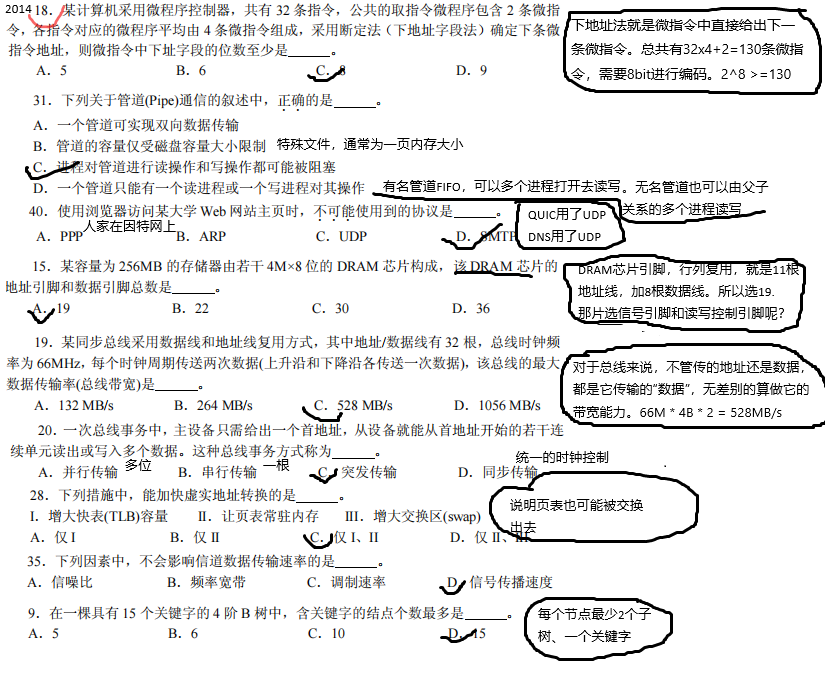 2014 18．某计算机采用微程序控制器，共有 32 条指令，公共的取指令微程序包含 2 条微指
令，各指令对应的微程序平均由 4 条微指令组成，采用断定法（下地址字段法）确定下条微
指令地址，则微指令中下址字段的位数至少是______。
A．5 B．6 C．8 D．9
下地址法就是微指令中直接给出下一
条微指令。总共有32x4+2=130条微指
令，需要8bit进行编码。2^8 >=130
31．下列关于管道(Pipe)通信的叙述中，正确的是______。
A．一个管道可实现双向数据传输
B．管道的容量仅受磁盘容量大小限制 特殊文件，通常为一页内存大小
C．进程对管道进行读操作和写操作都可能被阻塞
D．一个管道只能有一个读进程或一个写进程对其操作 有名管道FIFO，可以多个进程打开去读写。无名管道也可以由父子
关系的多个进程读写
40．使用浏览器访问某大学 Web 网站主页时，不可能使用到的协议是______。
A．PPP 人家在因特网上 B．ARP C．UDP D．SMTP
QUIC用了UDP
DNS用了UDP
15．某容量为 256MB 的存储器由若干 4M×8 位的 DRAM 芯片构成，该 DRAM 芯片的
地址引脚和数据引脚总数是______。
A．19 B．22 C．30 D．36
DRAM芯片引脚，行列复用，就是11根
地址线，加8根数据线。所以选19.
那片选信号引脚和读写控制引脚呢？
19．某同步总线采用数据线和地址线复用方式，其中地址/数据线有 32 根，总线时钟频
率为 66MHz，每个时钟周期传送两次数据(上升沿和下降沿各传送一次数据)，该总线的最大
数据传输率(总线带宽)是______。
A．132 MB/s B．264 MB/s C．528 MB/s D．1056 MB/s
对于总线来说，不管传的地址还是数据，
都是它传输的“数据”，无差别的算做它的
带宽能力。66M * 4B * 2 = 528MB/s
20．一次总线事务中，主设备只需给出一个首地址，从设备就能从首地址开始的若干连
续单元读出或写入多个数据。这种总线事务方式称为______。
A．并行传输 多位 B．串行传输 一根 C．突发传输 D．同步传输 统一的时钟控制
28．下列措施中，能加快虚实地址转换的是______。
I．增大快表(TLB)容量 II．让页表常驻内存 III．增大交换区(swap)
A．仅 I B．仅 II C．仅 I、II D．仅 II、III
说明页表也可能被交换
出去
35．下列因素中，不会影响信道数据传输速率的是______。
A．信噪比 B．频率宽带 C．调制速率 D．信号传播速度
9．在一棵具有 15 个关键字的 4 阶 B 树中，含关键字的结点个数最多是______。
A．5 B．6 C．10 D．15
每个节点最少2个子
树、一个关键字